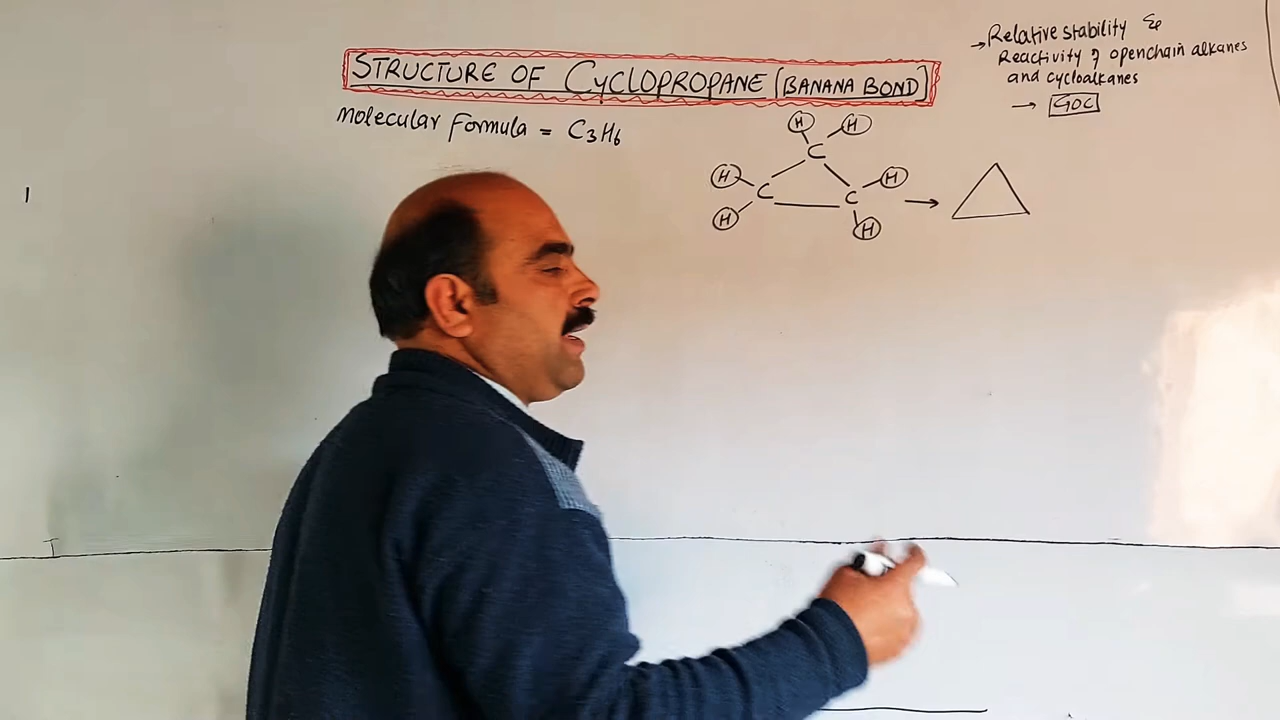 STRUCTURE OF CYCLOPROPANE [BANANA BOND]
Molecular Formula = C3H6
→ Relative stability &
Reactivity of openchain alkanes
and cycloalkanes
→ GOC
H H
C
H C C H
H H